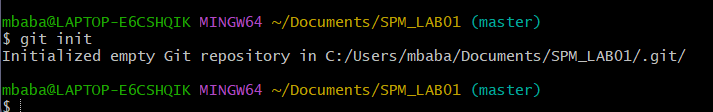 mbaba@LAPTOP-E6CSHQIK MINGW64 ~/Documents/SPM_LAB01 (master)
$ git init
Initialized empty Git repository in C:/Users/mbaba/Documents/SPM_LAB01/.git/
mbaba@LAPTOP-E6CSHQIK MINGW64 ~/Documents/SPM_LAB01 (master)
$